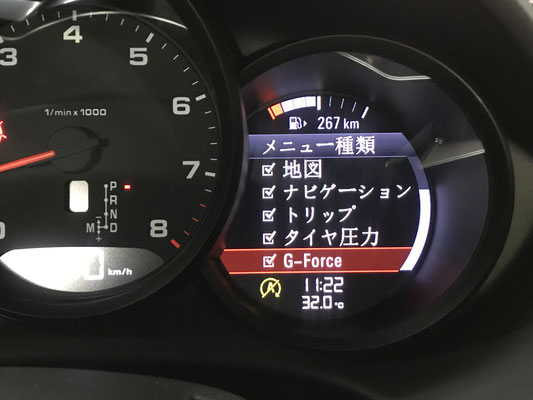 3 4 5 6 7 8
1/min x 1000
P
R
N
M D
+
-
0
km/h
267 km
メニュー種類
地図
ナビゲーション
トリップ
タイヤ圧力
G-Force
A
11:22
32.0 °C